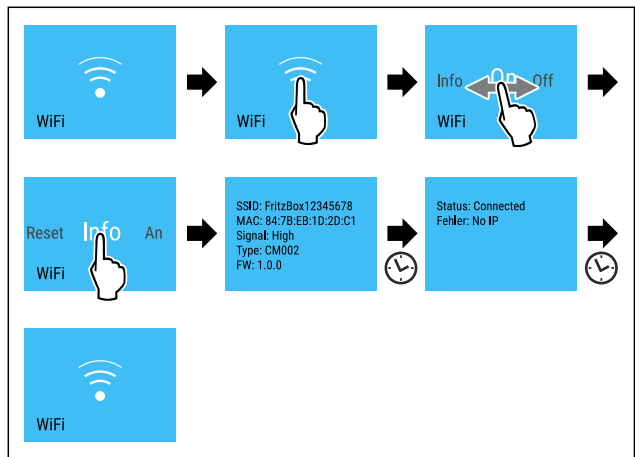 WiFi
WiFi
Info On Off
WiFi
Reset Info An
WiFi
SSID: FritzBox12345678
MAC: 84:7B:EB:1D:2D:C1
Signal: High
Type: CM002
FW: 1.0.0
Status: Connected
Fehler: No IP
WiFi